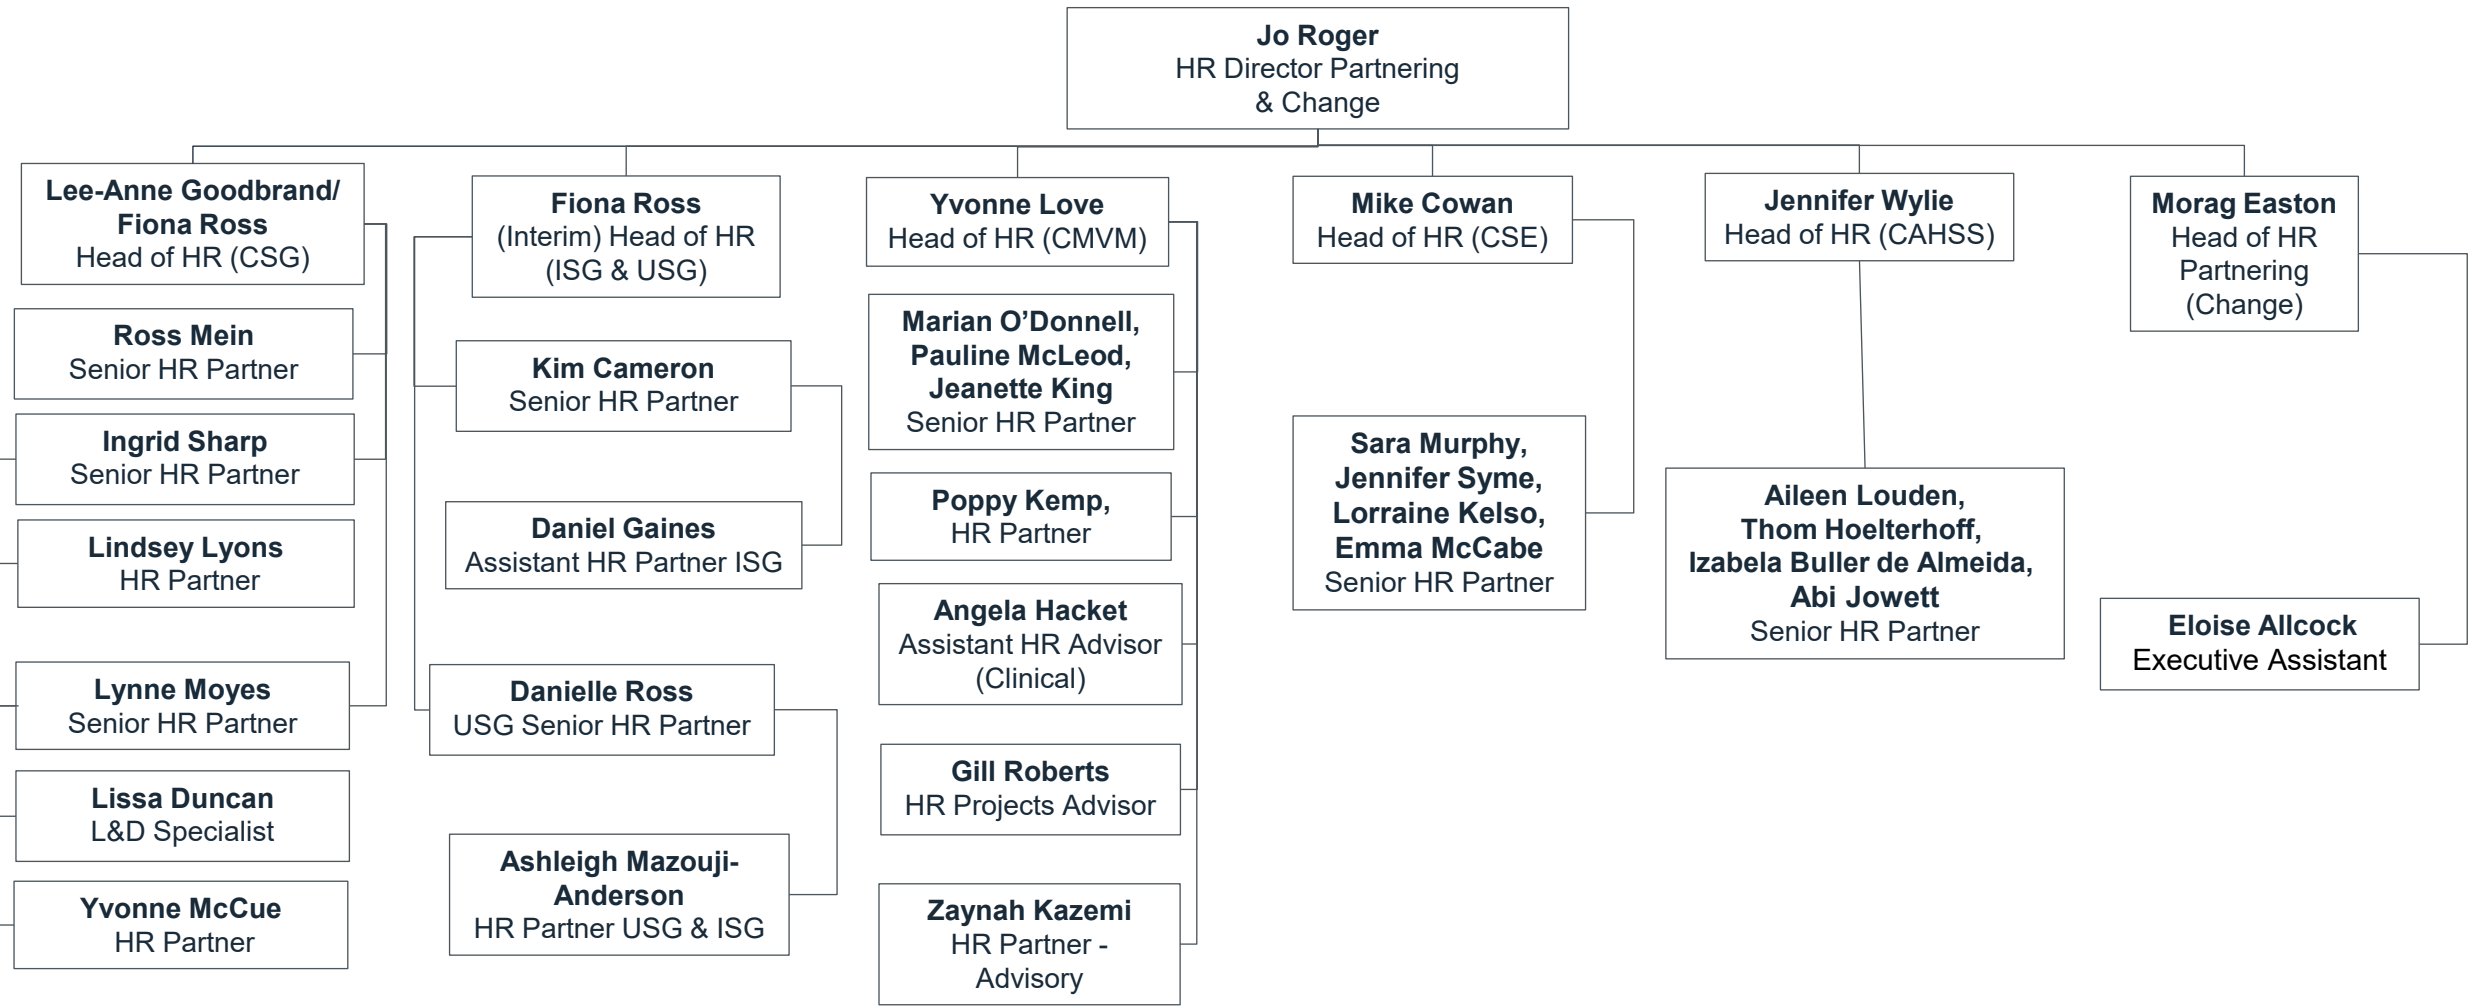 Jo Roger
HR Director Partnering
& Change
Lee-Anne Goodbrand/
Fiona Ross
Head of HR (CSG)
Ross Mein
Senior HR Partner
Ingrid Sharp
Senior HR Partner
Lindsey Lyons
HR Partner
Lynne Moyes
Senior HR Partner
Lissa Duncan
L&D Specialist
Yvonne McCue
HR Partner
Fiona Ross
(Interim) Head of HR
(ISG & USG)
Kim Cameron
Senior HR Partner
Daniel Gaines
Assistant HR Partner ISG
Danielle Ross
USG Senior HR Partner
Ashleigh Mazouji-
Anderson
HR Partner USG & ISG
Yvonne Love
Head of HR (CMVM)
Marian O’Donnell,
Pauline McLeod,
Jeanette King
Senior HR Partner
Poppy Kemp,
HR Partner
Angela Hacket
Assistant HR Advisor
(Clinical)
Gill Roberts
HR Projects Advisor
Zaynah Kazemi
HR Partner -
Advisory
Mike Cowan
Head of HR (CSE)
Sara Murphy,
Jennifer Syme,
Lorraine Kelso,
Emma McCabe
Senior HR Partner
Jennifer Wylie
Head of HR (CAHSS)
Aileen Louden,
Thom Hoelterhoff,
Izabela Buller de Almeida,
Abi Jowett
Senior HR Partner
Morag Easton
Head of HR
Partnering
(Change)
Eloise Allcock
Executive Assistant